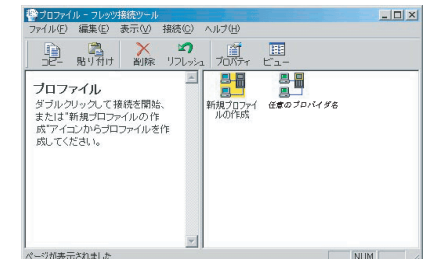 プロファイル - フレッツ接続ツール
ファイル(F) 編集(E) 表示(V) 接続(C) ヘルプ(H)
コピー 貼り付け 削除 リフレッシュ プロパティ ビュー
プロファイル
ダブルクリックして接続を開始、
または"新規プロファイルの作
成"アイコンからプロファイルを作
成してください。
新規プロファイ
ルの作成
任意のプロバイダ名
ページが表示されました
NUM